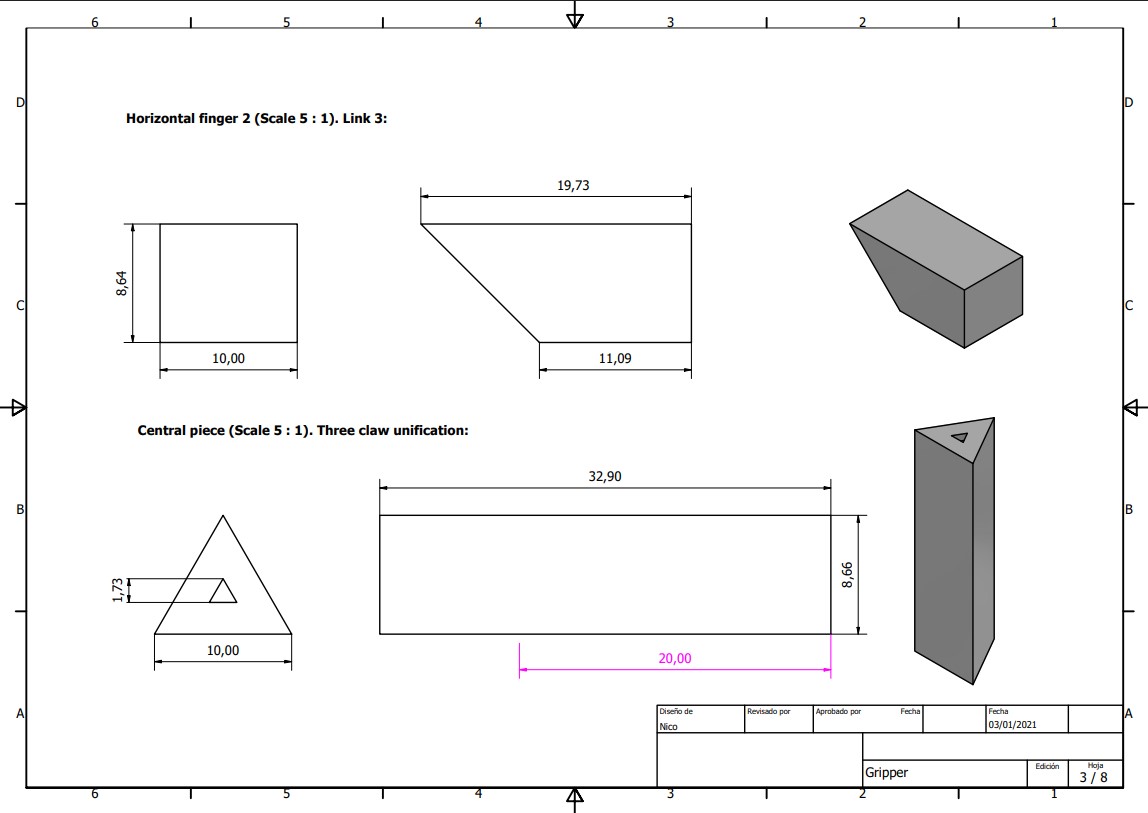 6 5 4 3 2 1
D D
Horizontal finger 2 (Scale 5 : 1). Link 3:
19,73
8,64
C C
10,00 11,09
Central piece (Scale 5 : 1). Three claw unification:
32,90
B B
8,66
1,73
10,00 20,00
A A
Diseño de Revisado por Aprobado por Fecha Fecha
Nico 03/01/2021
Gripper Edición Hoja
3 / 8
6 5 4 3 2 1